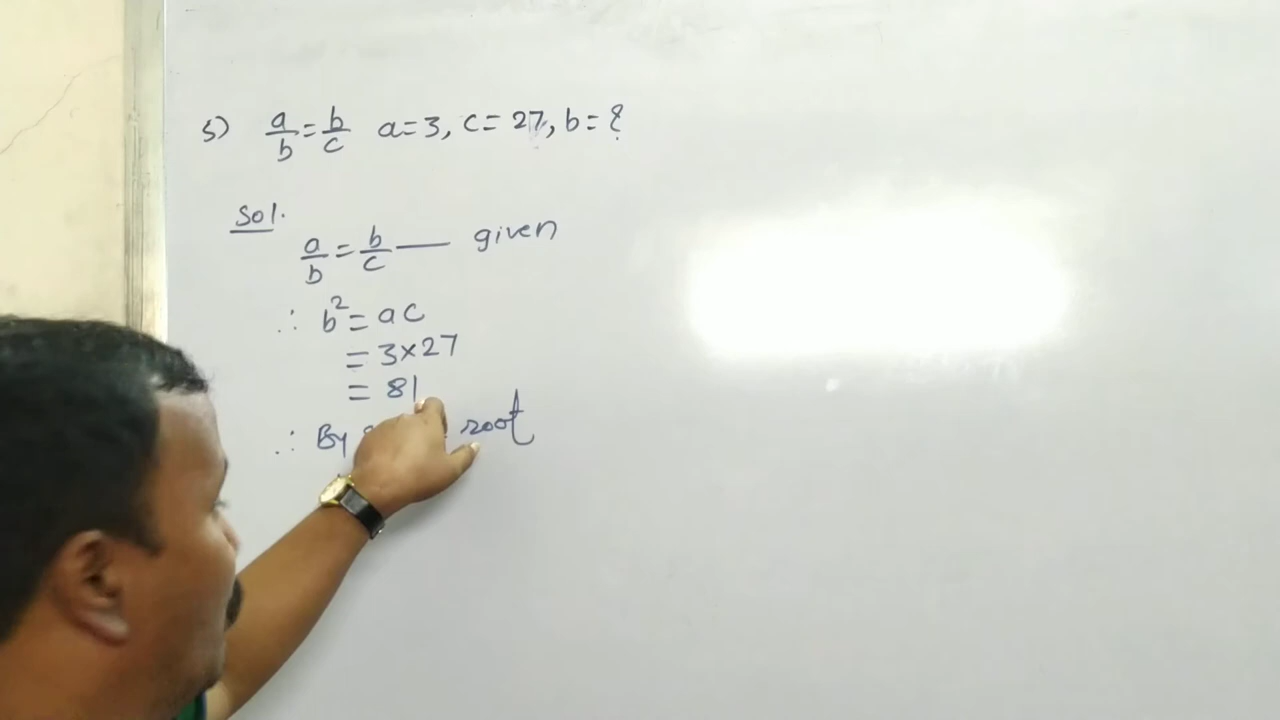 5) a/b = b/c a=3, c=27, b=?
Sol.
a/b = b/c — given
∴ b² = ac
= 3×27
= 81
∴ By root